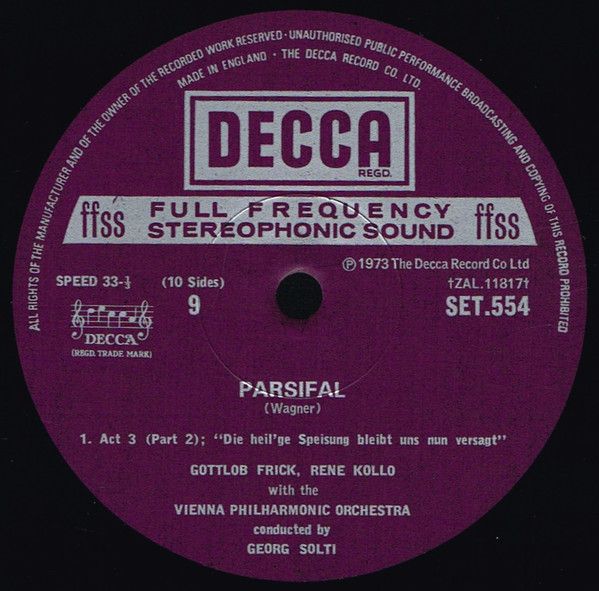 ALL RIGHTS OF THE MANUFACTURER AND OF THE OWNER OF THE RECORDED WORK RESERVED · UNAUTHORISED PUBLIC PERFORMANCE BROADCASTING AND COPYING OF THIS RECORD PROHIBITED
MADE IN ENGLAND · THE DECCA RECORD CO. LTD.
DECCA
REGD.
ffss FULL FREQUENCY STEREOPHONIC SOUND ffss
Ⓟ 1973 The Decca Record Co Ltd
SPEED 33-⅓ (10 Sides) †ZAL.11817†
9 SET.554
DECCA
(REGD. TRADE MARK)
PARSIFAL
(Wagner)
1. Act 3 (Part 2); "Die heil'ge Speisung bleibt uns nun versagt"
GOTTLOB FRICK, RENE KOLLO
with the
VIENNA PHILHARMONIC ORCHESTRA
conducted by
GEORG SOLTI